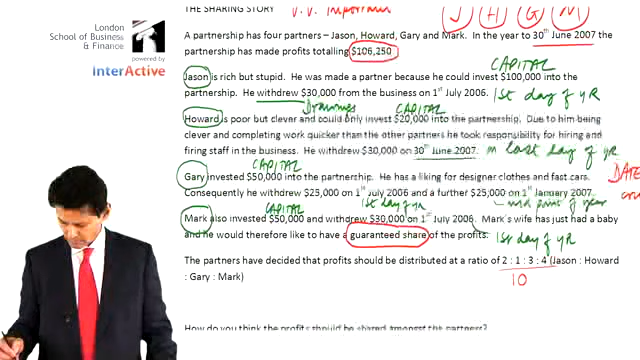 London
School of Business
& Finance
powered by
InterActive
THE SHARING STORY V.V. Important J H G M
A partnership has four partners – Jason, Howard, Gary and Mark. In the year to 30th June 2007 the
partnership has made profits totalling $106,250
CAPITAL
Jason is rich but stupid. He was made a partner because he could invest $100,000 into the
partnership. He withdrew $30,000 from the business on 1st July 2006. 1st day of yR
Drawings CAPITAL
Howard is poor but clever and could only invest $20,000 into the partnership. Due to him being
clever and completing work quicker than the other partners he took responsibility for hiring and
firing staff in the business. He withdrew $30,000 on 30th June 2007. on last day of yR
CAPITAL DATE
Gary invested $50,000 into the partnership. He has a liking for designer clothes and fast cars.
Consequently he withdrew $25,000 on 1st July 2006 and a further $25,000 on 1st January 2007.
CAPITAL 1st day of yR mid point of year
Mark also invested $50,000 and withdrew $30,000 on 1st July 2006. Mark's wife has just had a baby
and he would therefore like to have a guaranteed share of the profits. 1st day of yR
The partners have decided that profits should be distributed at a ratio of 2 : 1 : 3 : 4 (Jason : Howard
: Gary : Mark) 10
How do you think the profits should be shared amongst the partners?